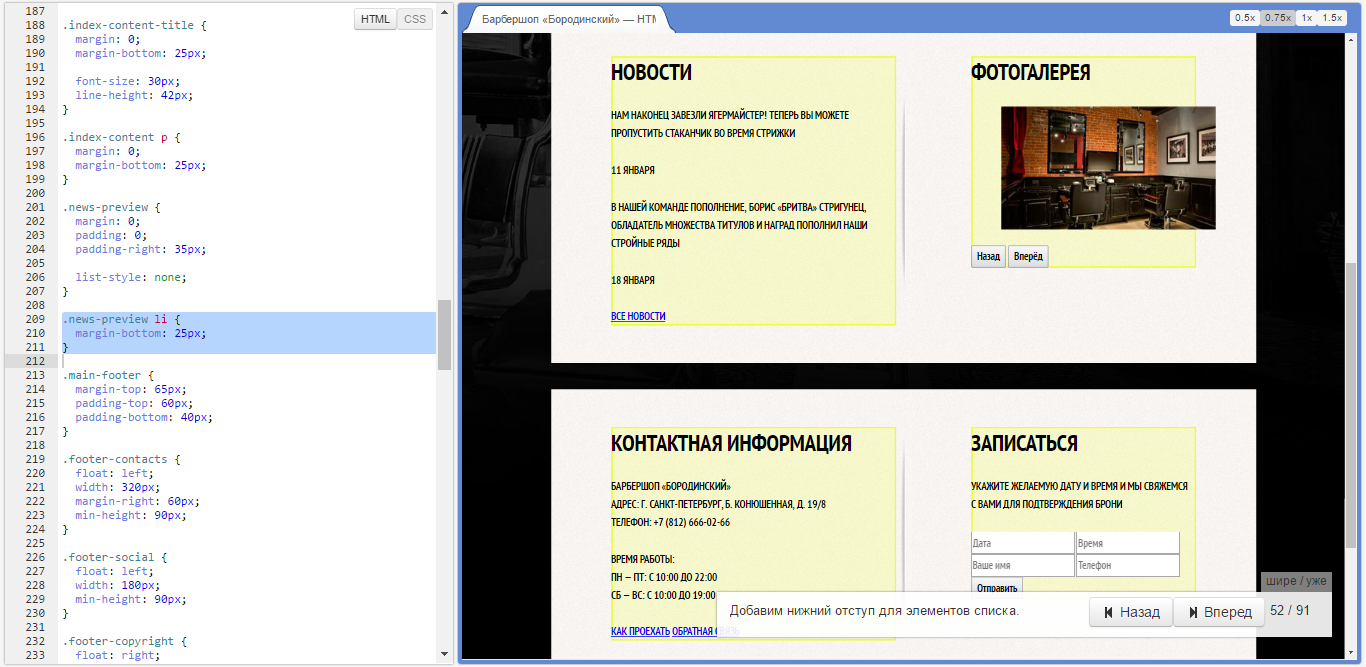 HTML CSS
187
188 .index-content-title {
189 margin: 0;
190 margin-bottom: 25px;
191
192 font-size: 30px;
193 line-height: 42px;
194 }
195
196 .index-content p {
197 margin: 0;
198 margin-bottom: 25px;
199 }
200
201 .news-preview {
202 margin: 0;
203 padding: 0;
204 padding-right: 35px;
205
206 list-style: none;
207 }
208
209 .news-preview li {
210 margin-bottom: 25px;
211 }
212
213 .main-footer {
214 margin-top: 65px;
215 padding-top: 60px;
216 padding-bottom: 40px;
217 }
218
219 .footer-contacts {
220 float: left;
221 width: 320px;
222 margin-right: 60px;
223 min-height: 90px;
224 }
225
226 .footer-social {
227 float: left;
228 width: 180px;
229 min-height: 90px;
230 }
231
232 .footer-copyright {
233 float: right;
Барбершоп «Бородинский» — HTM
0.5x 0.75x 1x 1.5x
НОВОСТИ
НАМ НАКОНЕЦ ЗАВЕЗЛИ ЯГЕРМАЙСТЕР! ТЕПЕРЬ ВЫ МОЖЕТЕ
ПРОПУСТИТЬ СТАКАНЧИК ВО ВРЕМЯ СТРИЖКИ
11 ЯНВАРЯ
В НАШЕЙ КОМАНДЕ ПОПОЛНЕНИЕ, БОРИС «БРИТВА» СТРИГУНЕЦ,
ОБЛАДАТЕЛЬ МНОЖЕСТВА ТИТУЛОВ И НАГРАД ПОПОЛНИЛ НАШИ
СТРОЙНЫЕ РЯДЫ
18 ЯНВАРЯ
ВСЕ НОВОСТИ
ФОТОГАЛЕРЕЯ
Назад Вперёд
КОНТАКТНАЯ ИНФОРМАЦИЯ
БАРБЕРШОП «БОРОДИНСКИЙ»
АДРЕС: Г. САНКТ-ПЕТЕРБУРГ, Б. КОНЮШЕННАЯ, Д. 19/8
ТЕЛЕФОН: +7 (812) 666-02-66
ВРЕМЯ РАБОТЫ:
ПН – ПТ: С 10:00 ДО 22:00
СБ – ВС: С 10:00 ДО 19:00
КАК ПРОЕХАТЬ ОБРАТНАЯ СВЯЗЬ
ЗАПИСАТЬСЯ
УКАЖИТЕ ЖЕЛАЕМУЮ ДАТУ И ВРЕМЯ И МЫ СВЯЖЕМСЯ
С ВАМИ ДЛЯ ПОДТВЕРЖДЕНИЯ БРОНИ
Дата Время
Ваше имя Телефон
Отправить
шире / уже
Добавим нижний отступ для элементов списка.
Назад Вперед 52 / 91